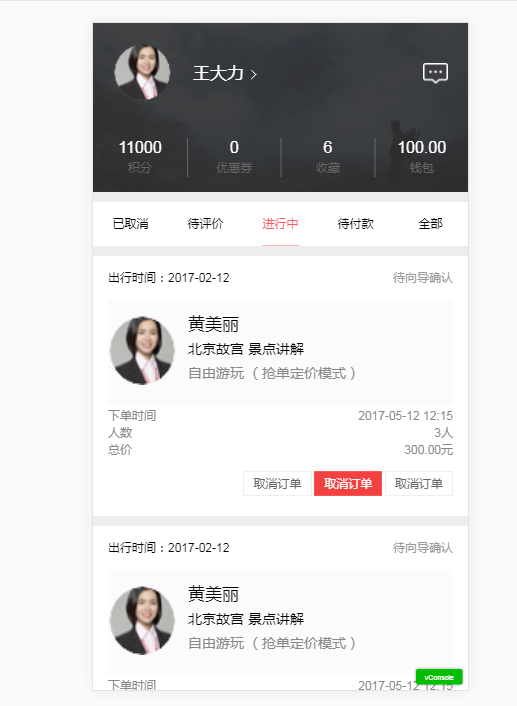 王大力
11000 0 6 100.00
积分 优惠券 收藏 钱包
已取消 待评价 进行中 待付款 全部
出行时间：2017-02-12 待向导确认
黄美丽
北京故宫 景点讲解
自由游玩 （ 抢单定价模式 ）
下单时间 2017-05-12 12:15
人数 3人
总价 300.00元
取消订单 取消订单 取消订单
出行时间：2017-02-12 待向导确认
黄美丽
北京故宫 景点讲解
自由游玩 （ 抢单定价模式 ）
下单时间 2017-05-12 12:15
vConsole